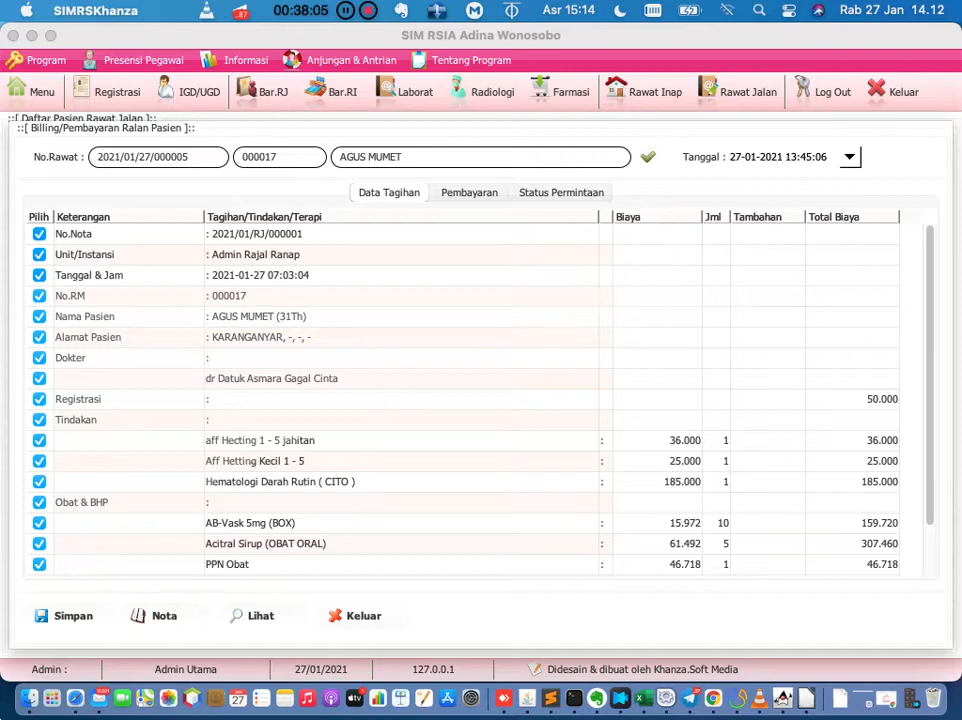 SIMRSKhanza 87 00:38:05 Asr 15:14 Rab 27 Jan 14.12
SIM RSIA Adina Wonosobo
Program Presensi Pegawai Informasi Anjungan & Antrian Tentang Program
Menu Registrasi IGD/UGD Bar.RJ Bar.RI Laborat Radiologi Farmasi Rawat Inap Rawat Jalan Log Out Keluar
::[ Daftar Pasien Rawat Jalan ]::
::[ Billing/Pembayaran Ralan Pasien ]::
No.Rawat : 2021/01/27/000005 000017 AGUS MUMET Tanggal : 27-01-2021 13:45:06
Data Tagihan Pembayaran Status Permintaan
Pilih Keterangan Tagihan/Tindakan/Terapi Biaya Jml Tambahan Total Biaya
No.Nota : 2021/01/RJ/000001
Unit/Instansi : Admin Rajal Ranap
Tanggal & Jam : 2021-01-27 07:03:04
No.RM : 000017
Nama Pasien : AGUS MUMET (31Th)
Alamat Pasien : KARANGANYAR, -, -, -
Dokter :
dr Datuk Asmara Gagal Cinta
Registrasi : 50.000
Tindakan :
aff Hecting 1 - 5 jahitan : 36.000 1 36.000
Aff Hetting Kecil 1 - 5 : 25.000 1 25.000
Hematologi Darah Rutin ( CITO ) : 185.000 1 185.000
Obat & BHP :
AB-Vask 5mg (BOX) : 15.972 10 159.720
Acitral Sirup (OBAT ORAL) : 61.492 5 307.460
PPN Obat : 46.718 1 46.718
Simpan Nota Lihat Keluar
Admin : Admin Utama 27/01/2021 127.0.0.1 Didesain & dibuat oleh Khanza.Soft Media